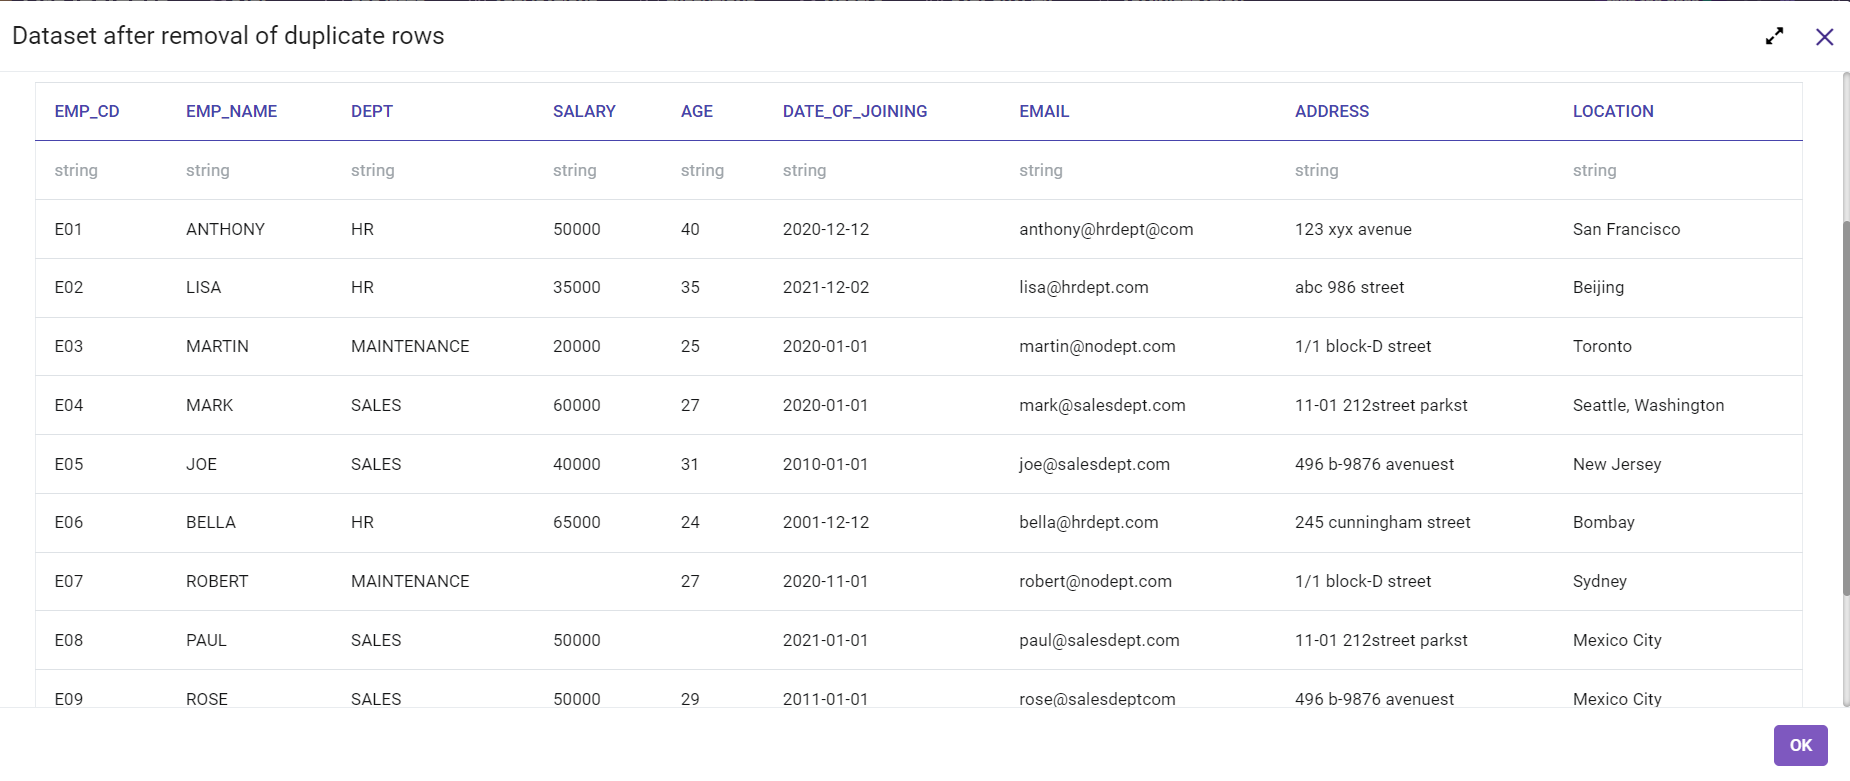 Dataset after removal of duplicate rows
EMP_CD EMP_NAME DEPT SALARY AGE DATE_OF_JOINING EMAIL ADDRESS LOCATION
string string string string string string string string string
E01 ANTHONY HR 50000 40 2020-12-12 anthony@hrdept@com 123 xyx avenue San Francisco
E02 LISA HR 35000 35 2021-12-02 lisa@hrdept.com abc 986 street Beijing
E03 MARTIN MAINTENANCE 20000 25 2020-01-01 martin@nodept.com 1/1 block-D street Toronto
E04 MARK SALES 60000 27 2020-01-01 mark@salesdept.com 11-01 212street parkst Seattle, Washington
E05 JOE SALES 40000 31 2010-01-01 joe@salesdept.com 496 b-9876 avenuest New Jersey
E06 BELLA HR 65000 24 2001-12-12 bella@hrdept.com 245 cunningham street Bombay
E07 ROBERT MAINTENANCE 27 2020-11-01 robert@nodept.com 1/1 block-D street Sydney
E08 PAUL SALES 50000 2021-01-01 paul@salesdept.com 11-01 212street parkst Mexico City
E09 ROSE SALES 50000 29 2011-01-01 rose@salesdeptcom 496 b-9876 avenuest Mexico City
OK